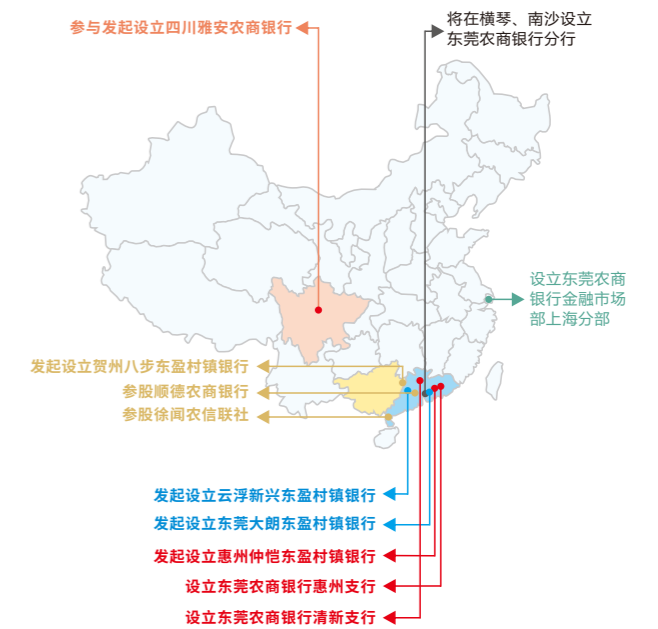 将在横琴、南沙设立
东莞农商银行分行
参与发起设立四川雅安农商银行
设立东莞农商
银行金融市场
部上海分部
发起设立贺州八步东盈村镇银行
参股顺德农商银行
参股徐闻农信联社
发起设立云浮新兴东盈村镇银行
发起设立东莞大朗东盈村镇银行
发起设立惠州仲恺东盈村镇银行
设立东莞农商银行惠州支行
设立东莞农商银行清新支行